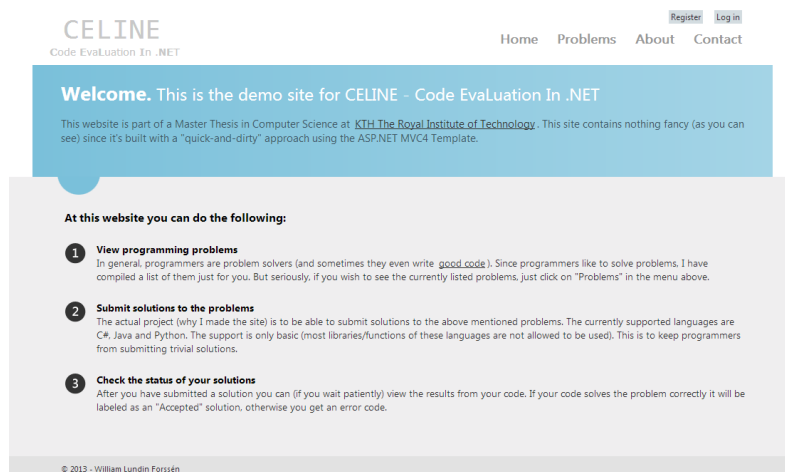 Register Log in
CELINE
Code EvaLuation In .NET
Home Problems About Contact
Welcome. This is the demo site for CELINE - Code EvaLuation In .NET
This website is part of a Master Thesis in Computer Science at KTH The Royal Institute of Technology . This site contains nothing fancy (as you can
see) since it's built with a "quick-and-dirty" approach using the ASP.NET MVC4 Template.
At this website you can do the following:
1 View programming problems
In general, programmers are problem solvers (and sometimes they even write good code ). Since programmers like to solve problems, I have
compiled a list of them just for you. But seriously, if you wish to see the currently listed problems, just click on "Problems" in the menu above.
2 Submit solutions to the problems
The actual project (why I made the site) is to be able to submit solutions to the above mentioned problems. The currently supported languages are
C#, Java and Python. The support is only basic (most libraries/functions of these languages are not allowed to be used). This is to keep programmers
from submitting trivial solutions.
3 Check the status of your solutions
After you have submitted a solution you can (if you wait patiently) view the results from your code. If your code solves the problem correctly it will be
labeled as an "Accepted" solution, otherwise you get an error code.
© 2013 - William Lundin Forssén